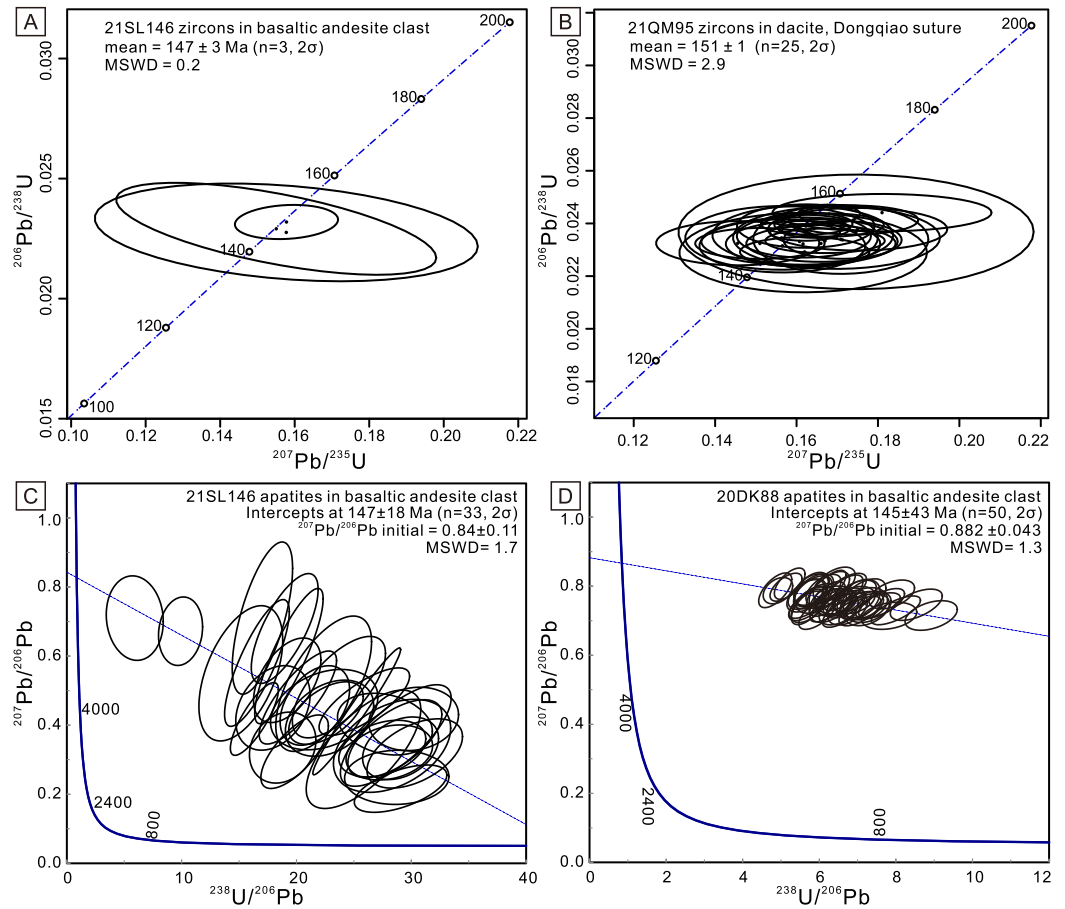 A
21SL146 zircons in basaltic andesite clast
mean = 147 ± 3 Ma (n=3, 2σ)
MSWD = 0.2
200
180
160
140
120
100
0.030
0.025
0.020
0.015
²⁰⁶Pb/²³⁸U
0.10 0.12 0.14 0.16 0.18 0.20 0.22
²⁰⁷Pb/²³⁵U
B
21QM95 zircons in dacite, Dongqiao suture
mean = 151 ± 1 (n=25, 2σ)
MSWD = 2.9
200
180
160
140
120
0.030
0.028
0.026
0.024
0.022
0.020
0.018
²⁰⁶Pb/²³⁸U
0.12 0.14 0.16 0.18 0.20 0.22
²⁰⁷Pb/²³⁵U
C
21SL146 apatites in basaltic andesite clast
Intercepts at 147±18 Ma (n=33, 2σ)
²⁰⁷Pb/²⁰⁶Pb initial = 0.84±0.11
MSWD= 1.7
1.0
0.8
0.6
0.4
0.2
0.0
²⁰⁷Pb/²⁰⁶Pb
4000
2400
800
0 10 20 30 40
²³⁸U/²⁰⁶Pb
D
20DK88 apatites in basaltic andesite clast
Intercepts at 145±43 Ma (n=50, 2σ)
²⁰⁷Pb/²⁰⁶Pb initial = 0.882 ±0.043
MSWD= 1.3
1.0
0.8
0.6
0.4
0.2
0.0
²⁰⁷Pb/²⁰⁶Pb
4000
2400
800
0 2 4 6 8 10 12
²³⁸U/²⁰⁶Pb